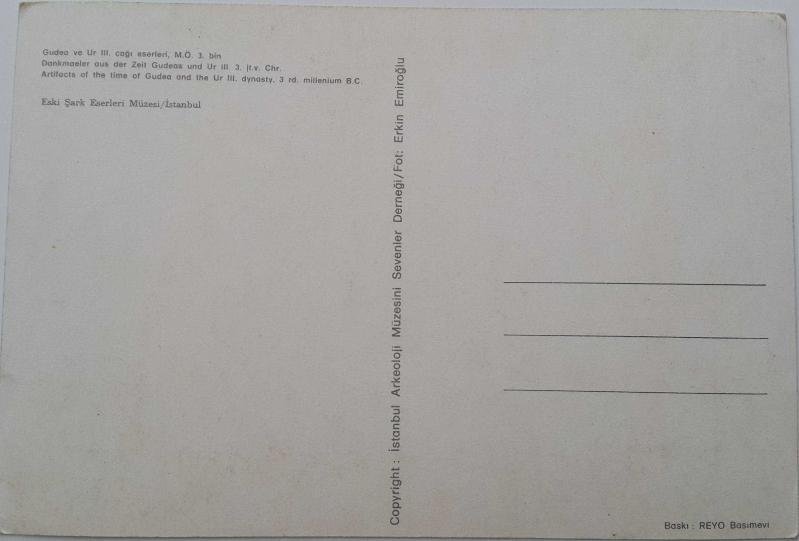 Gudea ve Ur III. cağı eserleri, M.Ö. 3. bin
Dankmaeler aus der Zeit Gudeas und Ur III. 3. Jt.v. Chr.
Artifacts of the time of Gudea and the Ur III. dynasty. 3 rd. millenium B.C.
Eski Şark Eserleri Müzesi/İstanbul
Copyright : İstanbul Arkeoloji Müzesini Sevenler Derneği/Fot: Erkin Emiroğlu
Baskı : REYO Basımevi